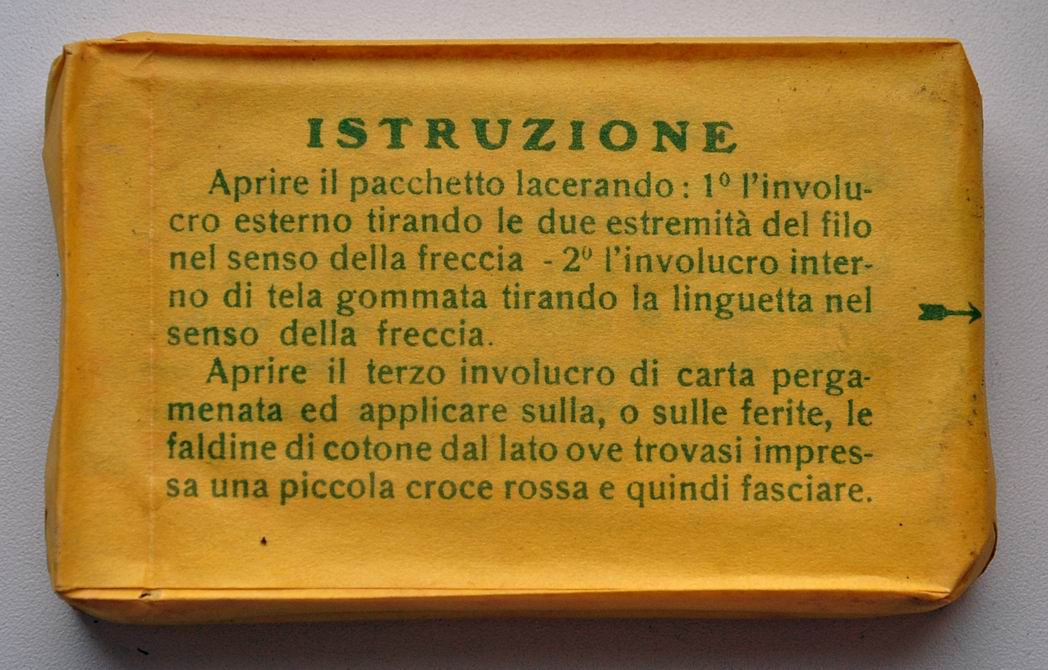 ISTRUZIONE
Aprire il pacchetto lacerando : 1º l'involu-
cro esterno tirando le due estremità del filo
nel senso della freccia - 2º l'involucro inter-
no di tela gommata tirando la linguetta nel
senso della freccia.
Aprire il terzo involucro di carta perga-
menata ed applicare sulla, o sulle ferite, le
faldine di cotone dal lato ove trovasi impres-
sa una piccola croce rossa e quindi fasciare.